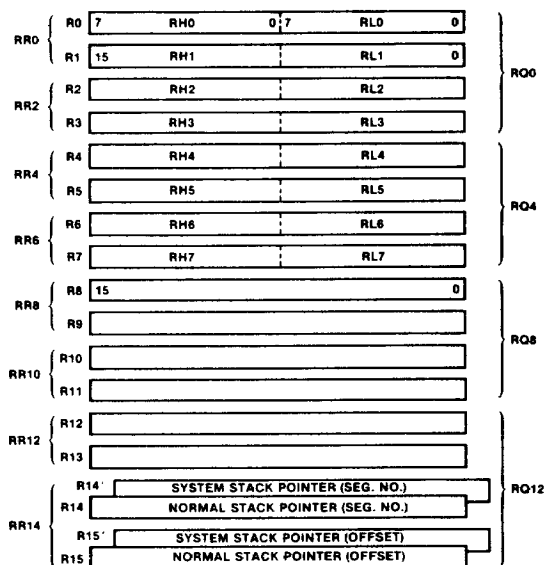 R0 7 RH0 0 7 RL0 0
RR0
R1 15 RH1 RL1 0
RQ0
R2 RH2 RL2
RR2
R3 RH3 RL3
R4 RH4 RL4
RR4
R5 RH5 RL5
RQ4
R6 RH6 RL6
RR6
R7 RH7 RL7
R8 15 0
RR8
R9
RQ8
R10
RR10
R11
R12
RR12
R13
R14' SYSTEM STACK POINTER (SEG. NO.)
RQ12
R14 NORMAL STACK POINTER (SEG. NO.)
RR14
R15' SYSTEM STACK POINTER (OFFSET)
R15 NORMAL STACK POINTER (OFFSET)